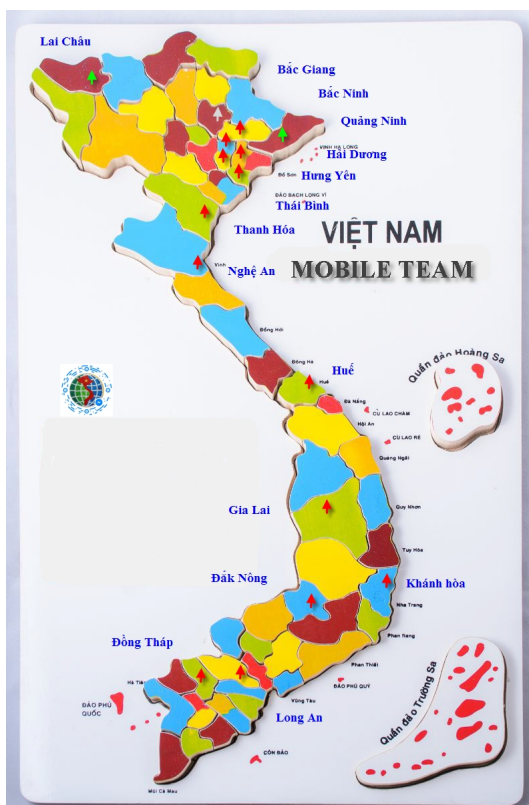 Lai Châu
Bắc Giang
Bắc Ninh
Quảng Ninh
VỊNH HẠ LONG
Hải Dương
Đồ Sơn
Hưng Yên
ĐẢO BẠCH LONG VĨ
Thái Bình
Thanh Hóa
VIỆT NAM
MOBILE TEAM
Vinh
Nghệ An
Đồng Hới
Đông Hà
Huế
Huế
Quần đảo Hoàng Sa
Đà Nẵng
CÙ LAO CHÀM
Hội An
CÙ LAO RÉ
Quảng Ngãi
Gia Lai
Quy Nhơn
Tuy Hòa
Đắk Nông
Khánh hòa
Nha Trang
Phan Rang
Đồng Tháp
Phan Thiết
Hà Tiên
ĐẢO PHÚ QUÝ
ĐẢO PHÚ
QUỐC
Vũng Tàu
Long An
Quần đảo Trường Sa
CÔN ĐẢO
Mũi Cà Mau